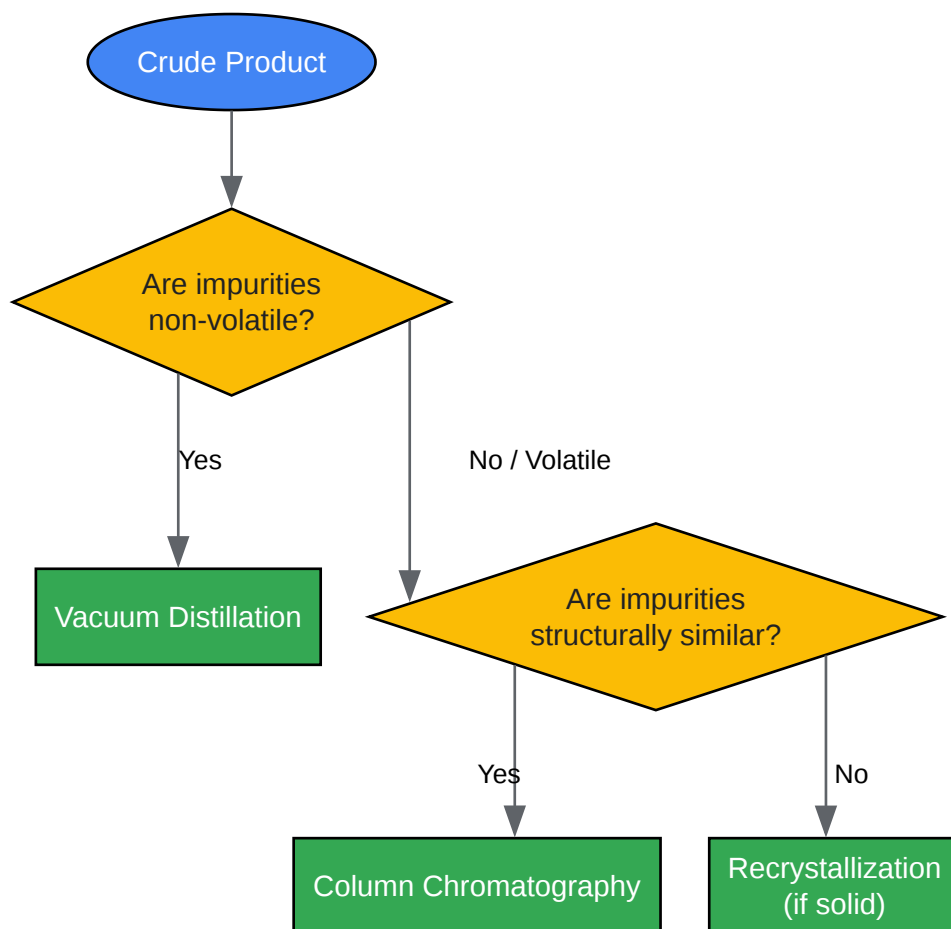 Crude Product
Are impurities
non-volatile?
Yes
No / Volatile
Vacuum Distillation
Are impurities
structurally similar?
Yes
No
Column Chromatography
Recrystallization
(if solid)